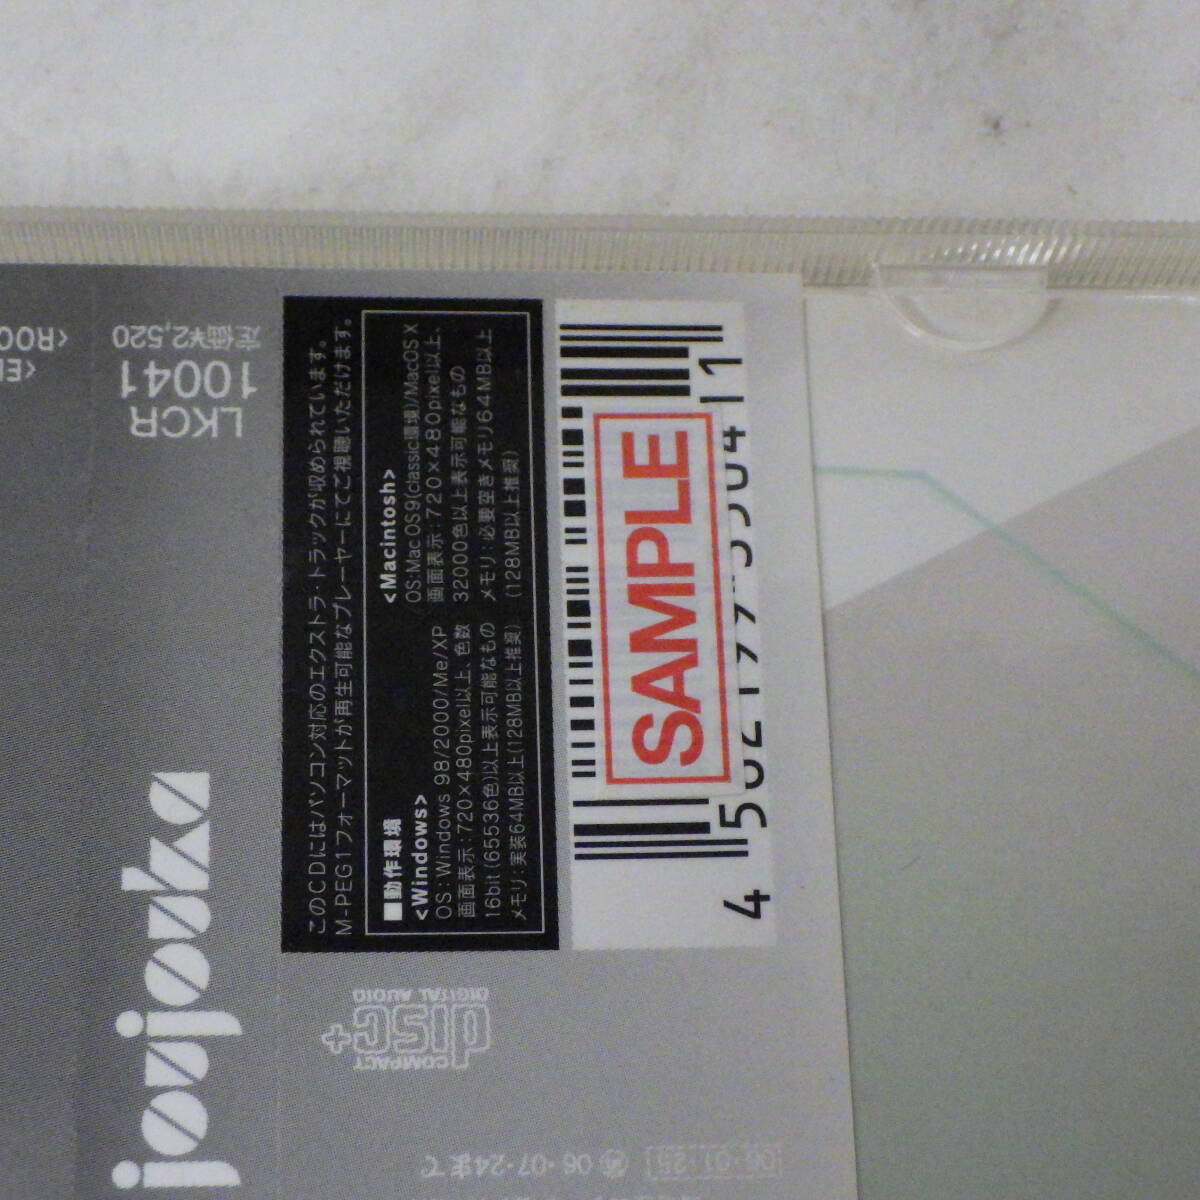 このCDにはパソコン対応のエクストラ・トラックが収められています。
M-PEG1フォーマットが再生可能なプレーヤーにてご視聴いただけます。
■動作環境
<Windows>
OS:Windows 98/2000/Me/XP
画面表示:720×480pixel以上、色数
16bit(65536色)以上表示可能なもの
メモリ:実装64MB以上(128MB以上推奨)
<Macintosh>
OS:Mac OS9(classic環境)/MacOS X
画面表示:720×480pixel以上、
32000色以上表示可能なもの
メモリ:必要空きメモリ64MB以上
(128MB以上推奨)
SAMPLE
4
joujouka
LKCR
10041
定価¥2,520
COMPACT
disc+
DIGITAL AUDIO
06·01·25
06·07·24まで